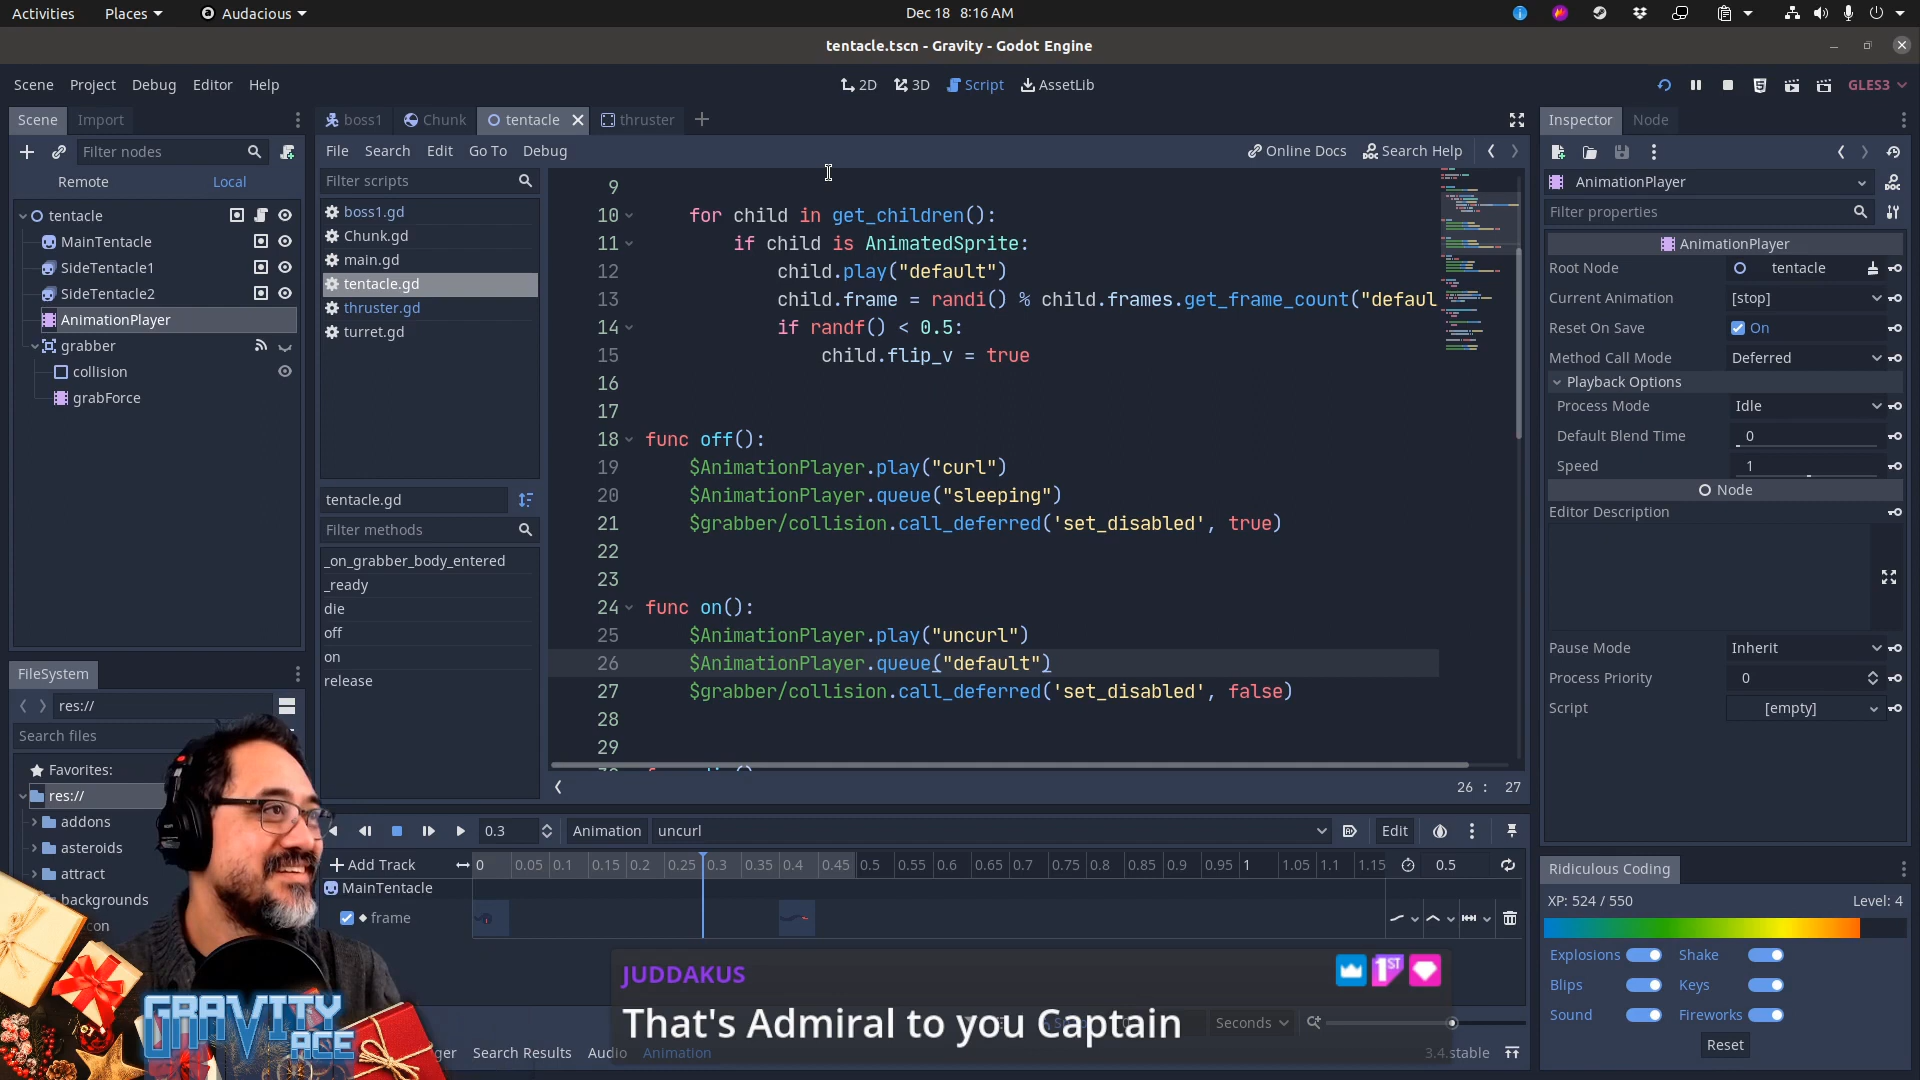 Activities Places Audacious Dec 18 8:16 AM
tentacle.tscn - Gravity - Godot Engine
Scene Project Debug Editor Help 2D 3D Script AssetLib GLES3
Scene Import
boss1 Chunk tentacle thruster
Inspector Node
Filter nodes
File Search Edit Go To Debug Online Docs Search Help
Remote Local
Filter scripts
AnimationPlayer
Filter properties
tentacle
MainTentacle
SideTentacle1
SideTentacle2
AnimationPlayer
grabber
collision
grabForce
boss1.gd
Chunk.gd
main.gd
tentacle.gd
thruster.gd
turret.gd
tentacle.gd
Filter methods
_on_grabber_body_entered
_ready
die
off
on
release
9
10 for child in get_children():
11 if child is AnimatedSprite:
12 child.play("default")
13 child.frame = randi() % child.frames.get_frame_count("defaul
14 if randf() < 0.5:
15 child.flip_v = true
16
17
18 func off():
19 $AnimationPlayer.play("curl")
20 $AnimationPlayer.queue("sleeping")
21 $grabber/collision.call_deferred('set_disabled', true)
22
23
24 func on():
25 $AnimationPlayer.play("uncurl")
26 $AnimationPlayer.queue("default")
27 $grabber/collision.call_deferred('set_disabled', false)
28
29
26 : 27
AnimationPlayer
Root Node tentacle
Current Animation [stop]
Reset On Save On
Method Call Mode Deferred
Playback Options
Process Mode Idle
Default Blend Time 0
Speed 1
Node
Editor Description
Pause Mode Inherit
Process Priority 0
Script [empty]
FileSystem
res://
Search files
Favorites:
res://
addons
asteroids
attract
backgrounds
con
0.3 Animation uncurl Edit
Add Track 0 0.05 0.1 0.15 0.2 0.25 0.3 0.35 0.4 0.45 0.5 0.55 0.6 0.65 0.7 0.75 0.8 0.85 0.9 0.95 1 1.05 1.1 1.15 0.5
MainTentacle
frame
Ridiculous Coding
XP: 524 / 550 Level: 4
Explosions Shake
Blips Keys
Sound Fireworks
Reset
JUDDAKUS
1ST
That's Admiral to you Captain
Seconds
GRAVITY
ACE
ger Search Results Audio Animation 3.4.stable